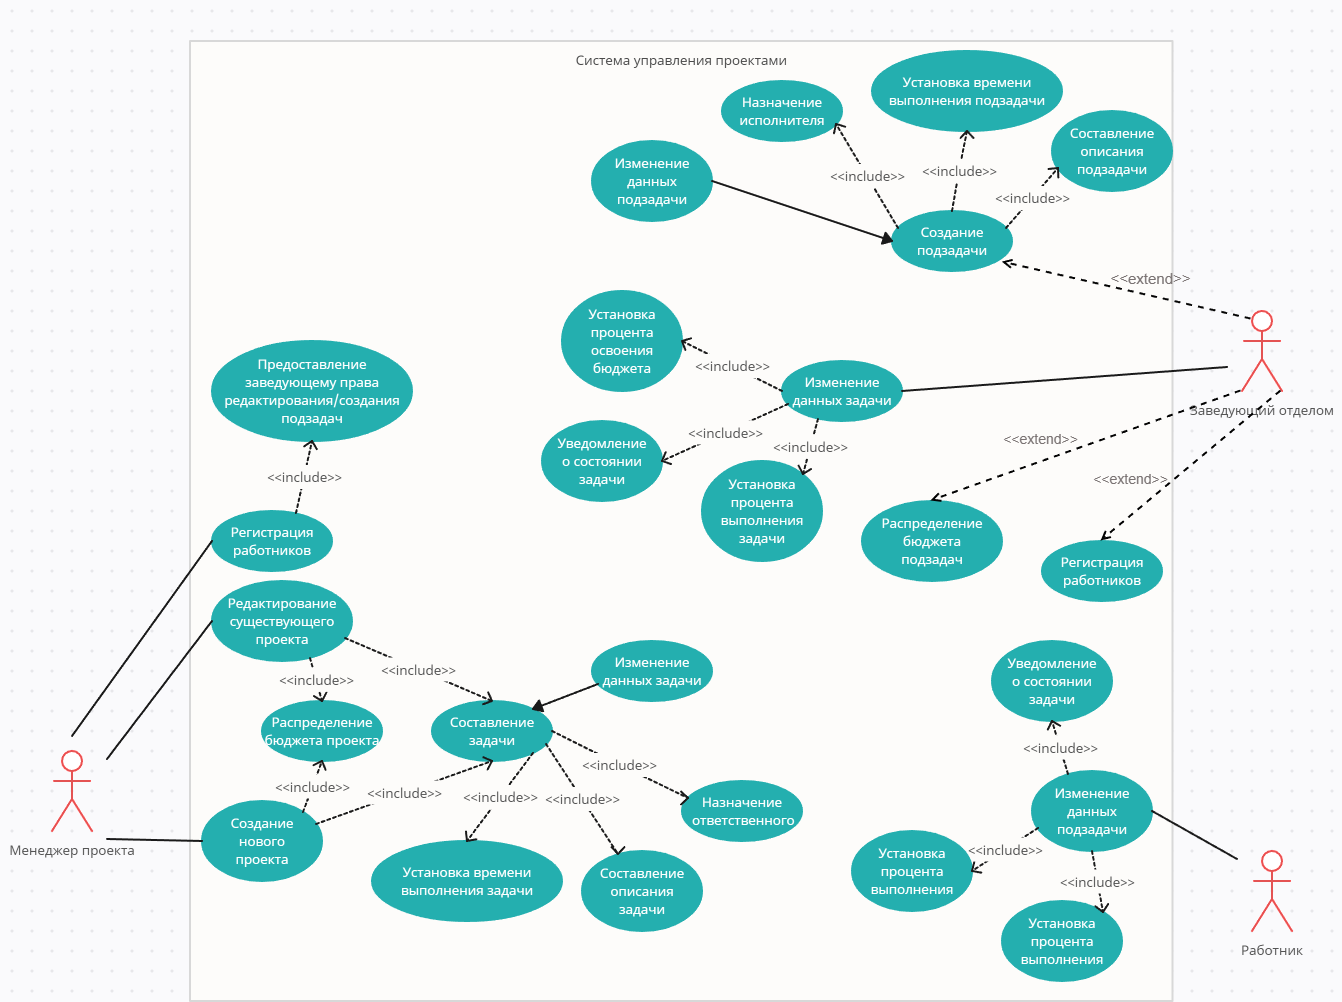 Система управления проектами
Установка времени
выполнения подзадачи
Назначение
исполнителя
Составление
описания
подзадачи
Изменение
данных
подзадачи
<<include>>
<<include>>
<<include>>
Создание
подзадачи
<<extend>>
Установка
процента
освоения
бюджета
<<include>>
Изменение
данных задачи
Предоставление
заведующему права
редактирования/создания
подзадач
Заведующий отделом
<<include>>
<<include>>
<<extend>>
Уведомление
о состоянии
задачи
<<include>>
<<extend>>
Установка
процента
выполнения
задачи
Регистрация
работников
Распределение
бюджета
подзадач
Регистрация
работников
Редактирование
существующего
проекта
<<include>>
<<include>>
Изменение
данных задачи
Уведомление
о состоянии
задачи
Распределение
бюджета проекта
Составление
задачи
<<include>>
<<include>>
<<include>>
<<include>>
<<include>>
<<include>>
Назначение
ответственного
Изменение
данных
подзадачи
Создание
нового
проекта
Менеджер проекта
<<include>>
Установка
процента
выполнения
<<include>>
Установка времени
выполнения задачи
Составление
описания
задачи
Установка
процента
выполнения
Работник